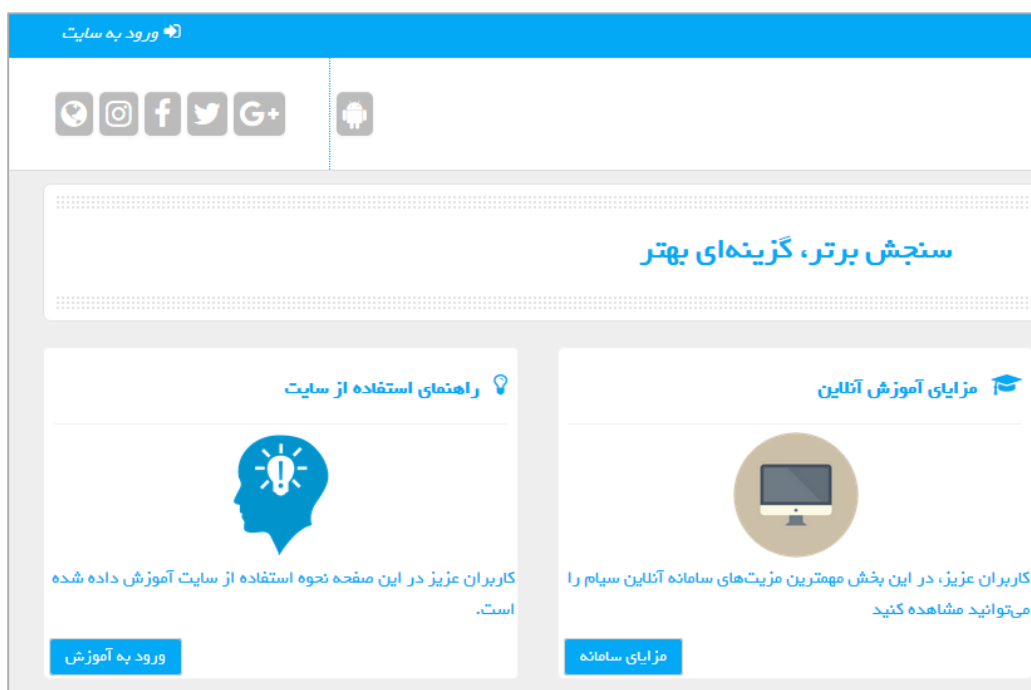 ورود به سایت
سنجش برتر، گزینه‌ای بهتر
مزایای آموزش آنلاین
کاربران عزیز، در این بخش مهمترین مزیت‌های سامانه آنلاین سیام را
می‌توانید مشاهده کنید
مزایای سامانه
راهنمای استفاده از سایت
کاربران عزیز در این صفحه نحوه استفاده از سایت آموزش داده شده
است.
ورود به آموزش